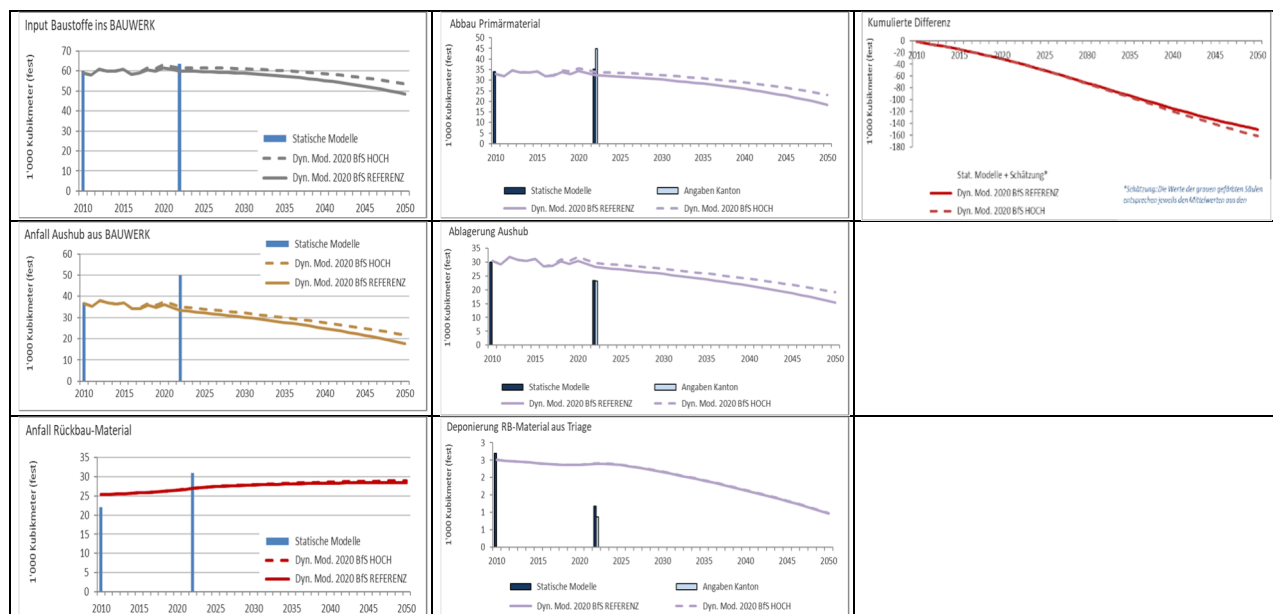 Input Baustoffe ins BAUWERK
1'000 Kubikmeter (fest)
70
60
50
40
30
20
10
0
Statische Modelle
Dyn. Mod. 2020 BfS HOCH
Dyn. Mod. 2020 BfS REFERENZ
2010 2015 2020 2025 2030 2035 2040 2045 2050
Abbau Primärmaterial
1'000 Kubikmeter (fest)
50
45
40
35
30
25
20
15
10
5
0
2010 2015 2020 2025 2030 2035 2040 2045 2050
Statische Modelle Angaben Kanton
Dyn. Mod. 2020 BfS REFERENZ Dyn. Mod. 2020 BfS HOCH
Kumulierte Differenz
1'000 Kubikmeter (fest)
0
-20
-40
-60
-80
-100
-120
-140
-160
-180
2010 2015 2020 2025 2030 2035 2040 2045 2050
Stat. Modelle + Schätzung*
Dyn. Mod. 2020 BfS REFERENZ
Dyn. Mod. 2020 BfS HOCH
*Schätzung: Die Werte der grauen gefärbten Säulen
entsprechen jeweils den Mittelwerten aus den
Anfall Aushub aus BAUWERK
1'000 Kubikmeter (fest)
60
50
40
30
20
10
0
Statische Modelle
Dyn. Mod. 2020 BfS HOCH
Dyn. Mod. 2020 BfS REFERENZ
2010 2015 2020 2025 2030 2035 2040 2045 2050
Ablagerung Aushub
1'000 Kubikmeter (fest)
35
30
25
20
15
10
5
0
2010 2015 2020 2025 2030 2035 2040 2045 2050
Statische Modelle Angaben Kanton
Dyn. Mod. 2020 BfS REFERENZ Dyn. Mod. 2020 BfS HOCH
Anfall Rückbau-Material
1'000 Kubikmeter (fest)
35
30
25
20
15
10
5
0
Statische Modelle
Dyn. Mod. 2020 BfS HOCH
Dyn. Mod. 2020 BfS REFERENZ
2010 2015 2020 2025 2030 2035 2040 2045 2050
Deponierung RB-Material aus Triage
1'000 Kubikmeter (fest)
3
3
2
2
1
1
0
2010 2015 2020 2025 2030 2035 2040 2045 2050
Statische Modelle Angaben Kanton
Dyn. Mod. 2020 BfS REFERENZ Dyn. Mod. 2020 BfS HOCH